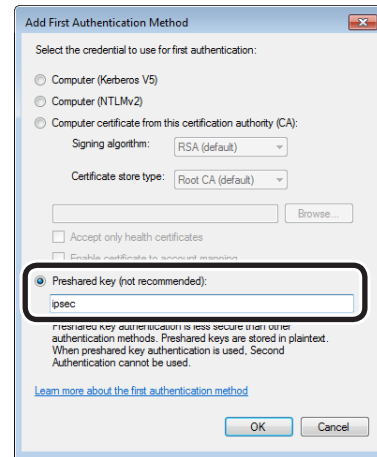 Add First Authentication Method
Select the credential to use for first authentication:
Computer (Kerberos V5)
Computer (NTLMv2)
Computer certificate from this certification authority (CA):
Signing algorithm: RSA (default)
Certificate store type: Root CA (default)
Browse...
Accept only health certificates
Enable certificate to account mapping
Preshared key (not recommended):
ipsec
Preshared key authentication is less secure than other
authentication methods. Preshared keys are stored in plaintext.
When preshared key authentication is used, Second
Authentication cannot be used.
Learn more about the first authentication method
OK Cancel